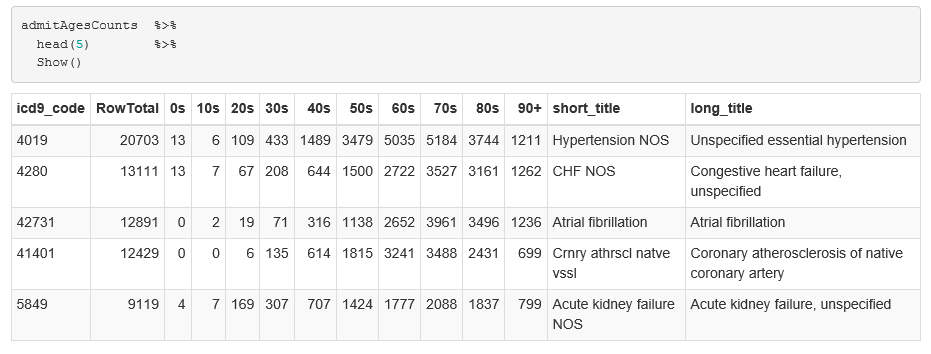 admitAgesCounts %>%
head(5) %>%
Show()
icd9_code RowTotal 0s 10s 20s 30s 40s 50s 60s 70s 80s 90+ short_title long_title
4019 20703 13 6 109 433 1489 3479 5035 5184 3744 1211 Hypertension NOS Unspecified essential hypertension
4280 13111 13 7 67 208 644 1500 2722 3527 3161 1262 CHF NOS Congestive heart failure,
unspecified
42731 12891 0 2 19 71 316 1138 2652 3961 3496 1236 Atrial fibrillation Atrial fibrillation
41401 12429 0 0 6 135 614 1815 3241 3488 2431 699 Crnry athrscl natve Coronary atherosclerosis of native
vssl coronary artery
5849 9119 4 7 169 307 707 1424 1777 2088 1837 799 Acute kidney failure Acute kidney failure, unspecified
NOS